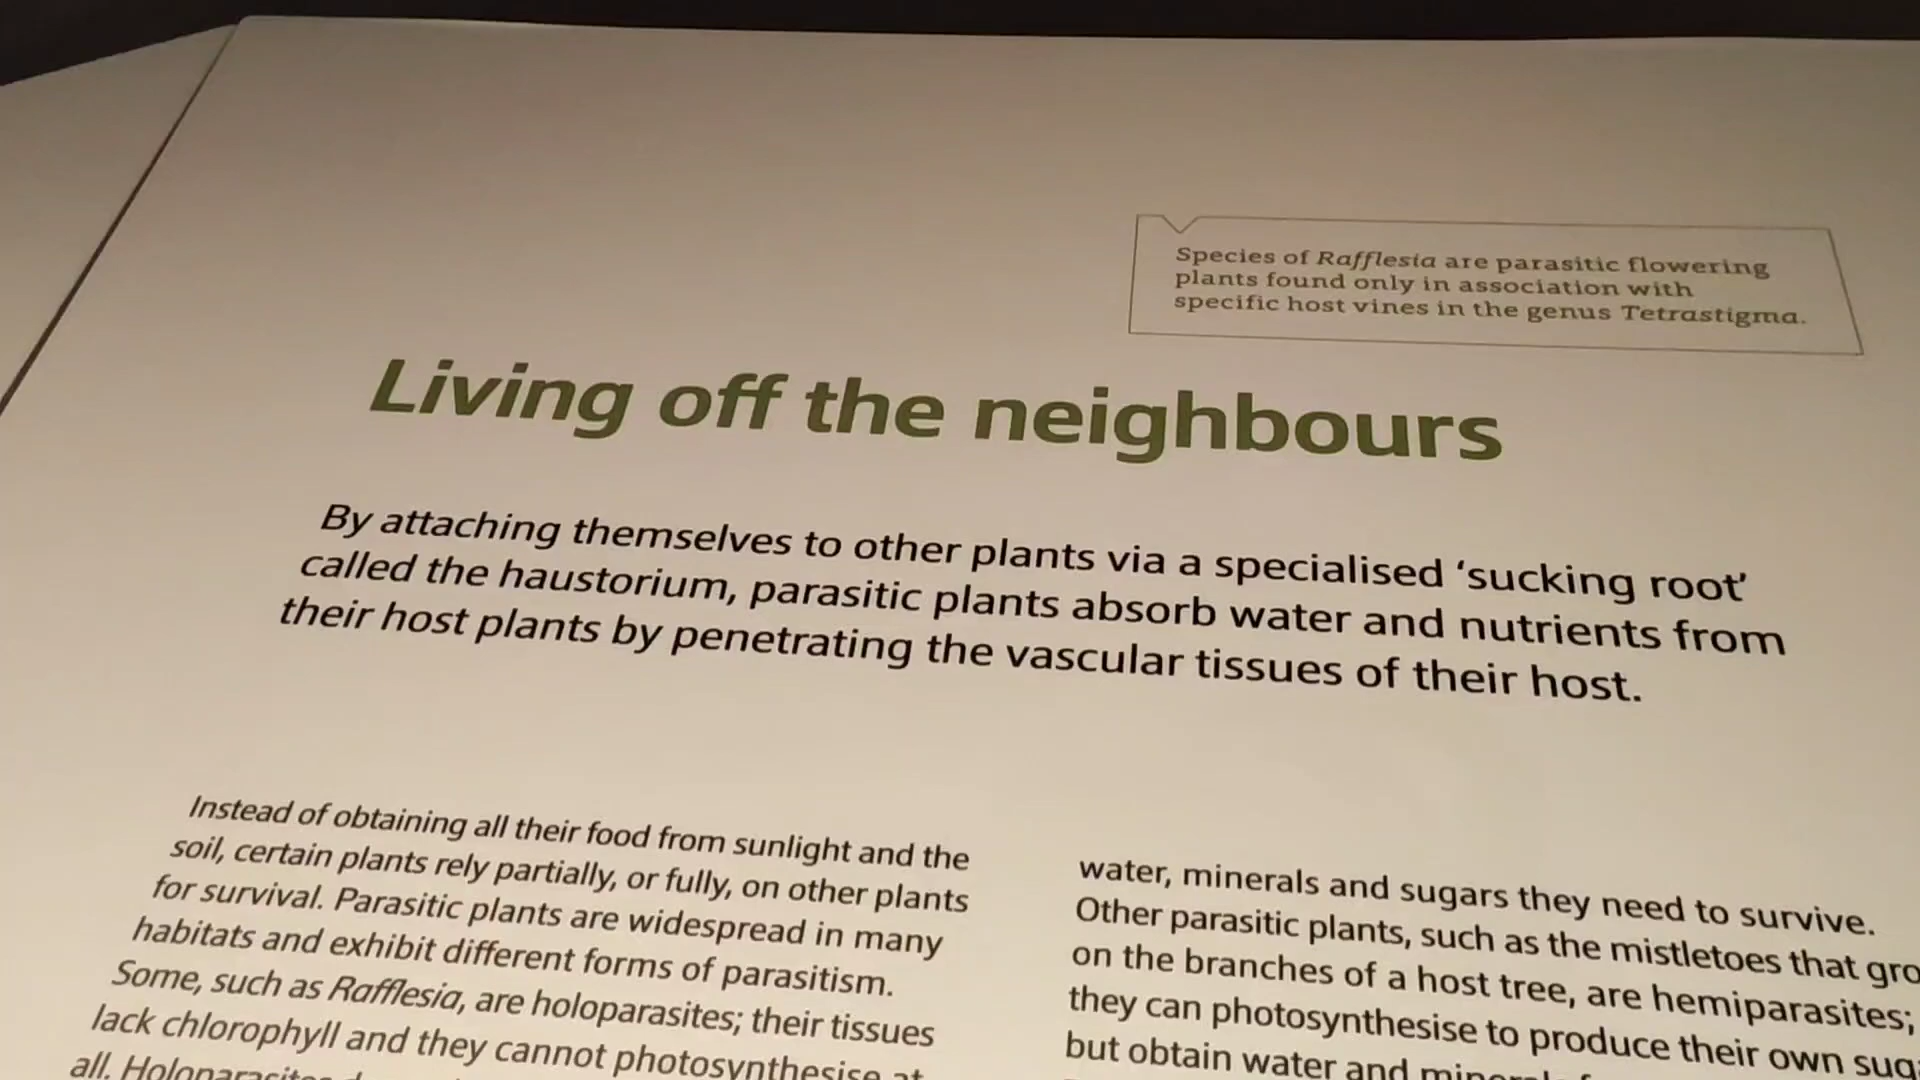 Species of Rafflesia are parasitic flowering
plants found only in association with
specific host vines in the genus Tetrastigma.
Living off the neighbours
By attaching themselves to other plants via a specialised ‘sucking root’
called the haustorium, parasitic plants absorb water and nutrients from
their host plants by penetrating the vascular tissues of their host.
Instead of obtaining all their food from sunlight and the
soil, certain plants rely partially, or fully, on other plants
for survival. Parasitic plants are widespread in many
habitats and exhibit different forms of parasitism.
Some, such as Rafflesia, are holoparasites; their tissues
lack chlorophyll and they cannot photosynthesise at
all.
water, minerals and sugars they need to survive.
Other parasitic plants, such as the mistletoes that
on the branches of a host tree, are hemiparasites;
they can photosynthesise to produce their own
but obtain water and